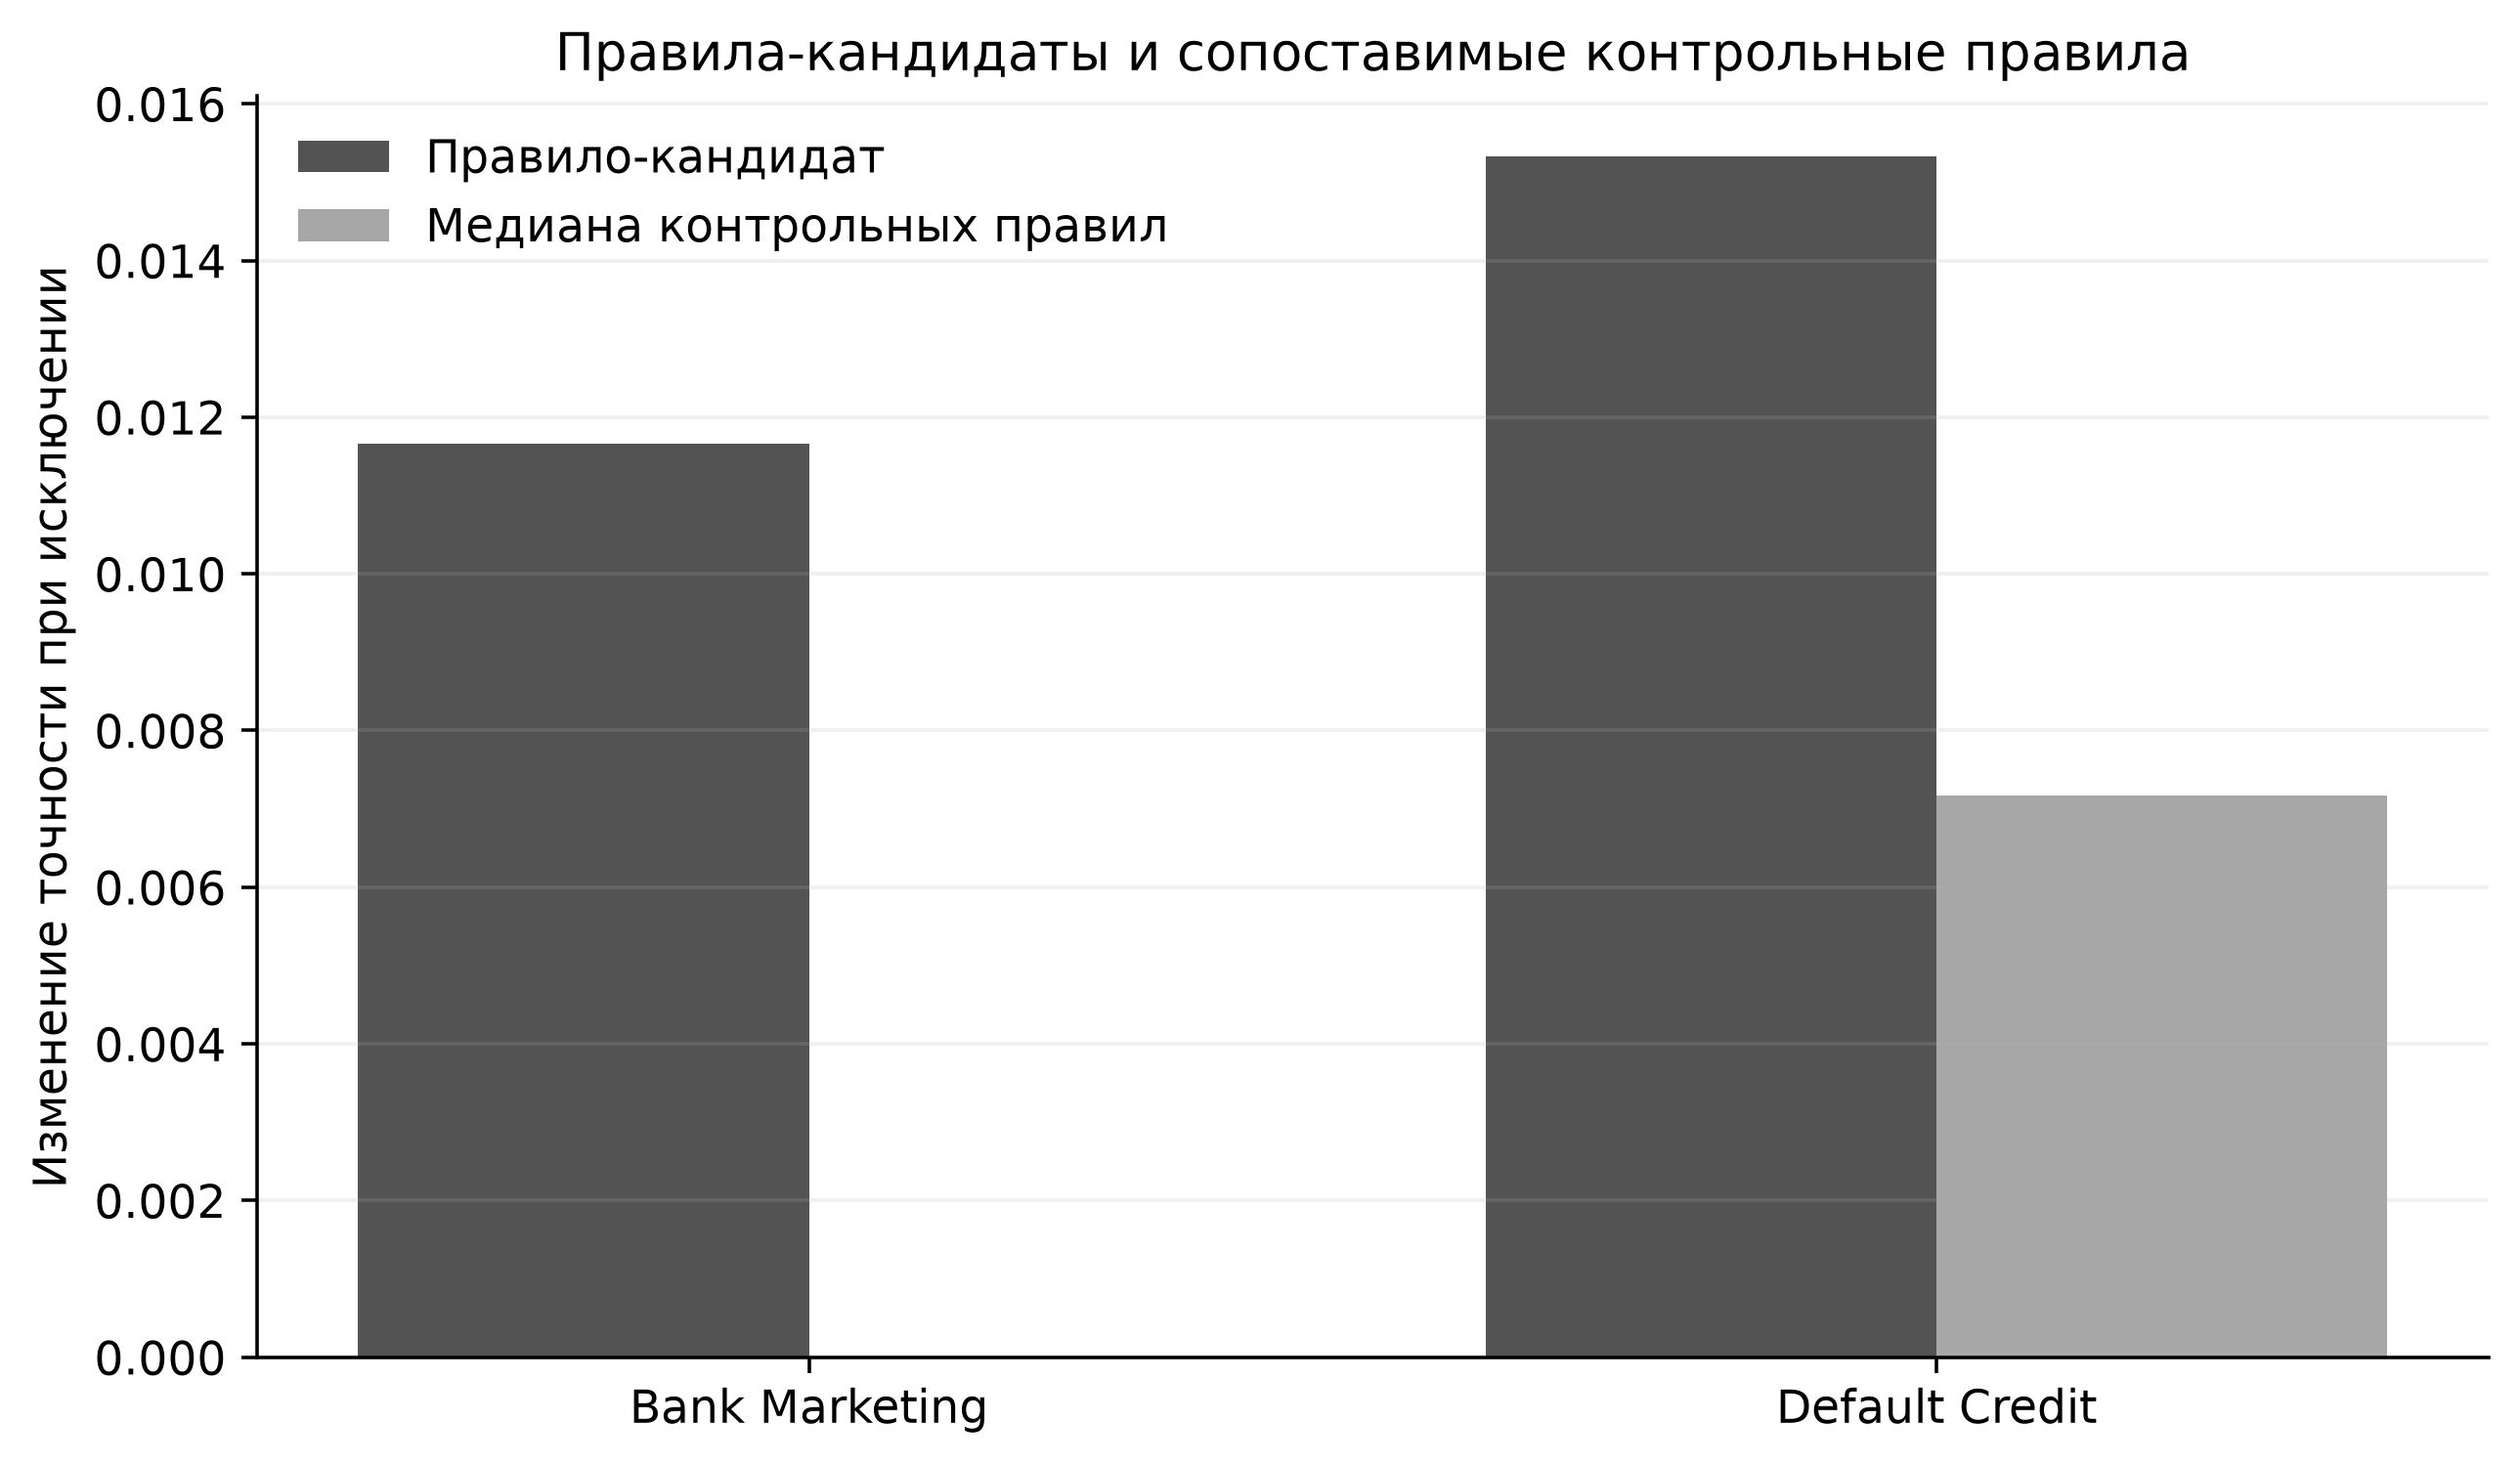 Правила-кандидаты и сопоставимые контрольные правила
Правило-кандидат
Медиана контрольных правил
Изменение точности при исключении
0.016
0.014
0.012
0.010
0.008
0.006
0.004
0.002
0.000
Bank Marketing
Default Credit